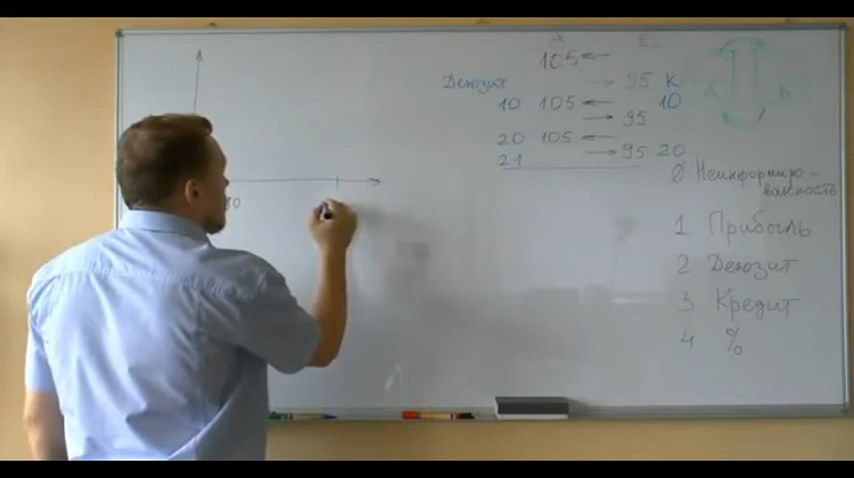 А
Б
105 ←
Депозит
→ 95 К
10 105 ←
10
→ 95
20 105 ←
21
→ 95 20
Ø Неинформиро-
ванность
1 Прибыль
2 Депозит
3 Кредит
4 %
А
Б